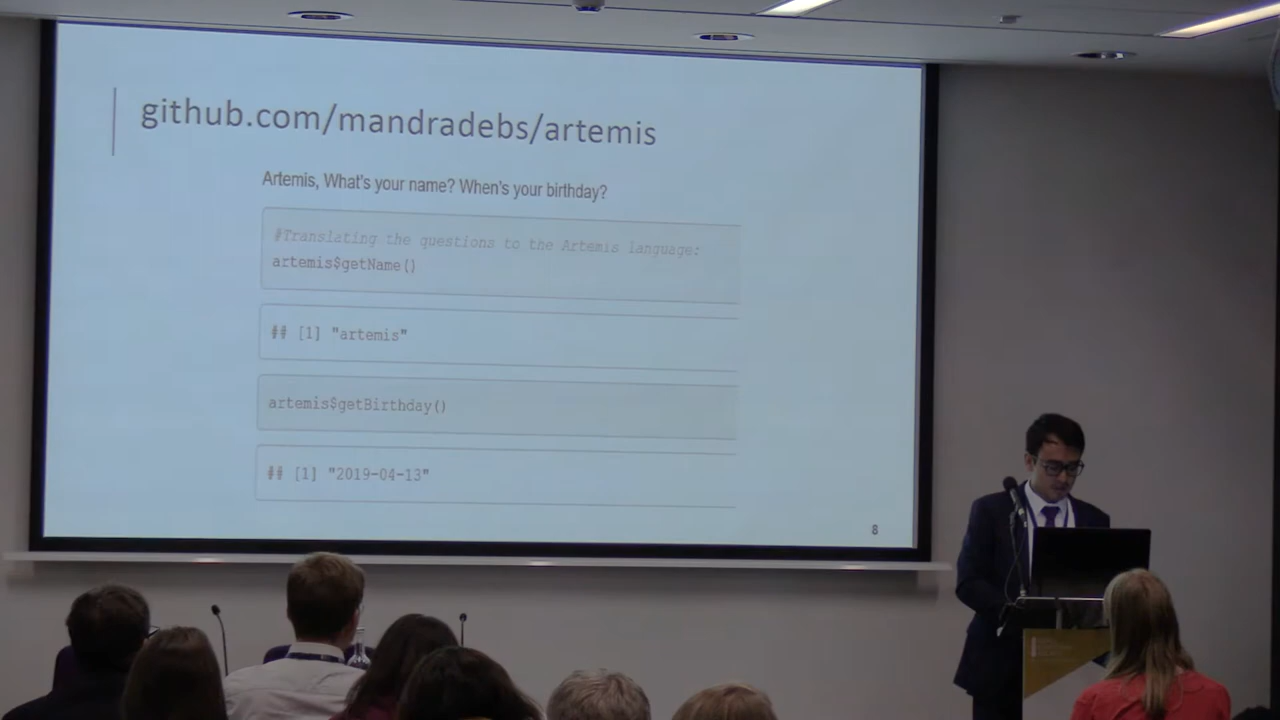 github.com/mandradebs/artemis
Artemis, What's your name? When's your birthday?
#Translating the questions to the Artemis language:
artemis$getName()
## [1] "artemis"
artemis$getBirthday()
## [1] "2019-04-13"
8